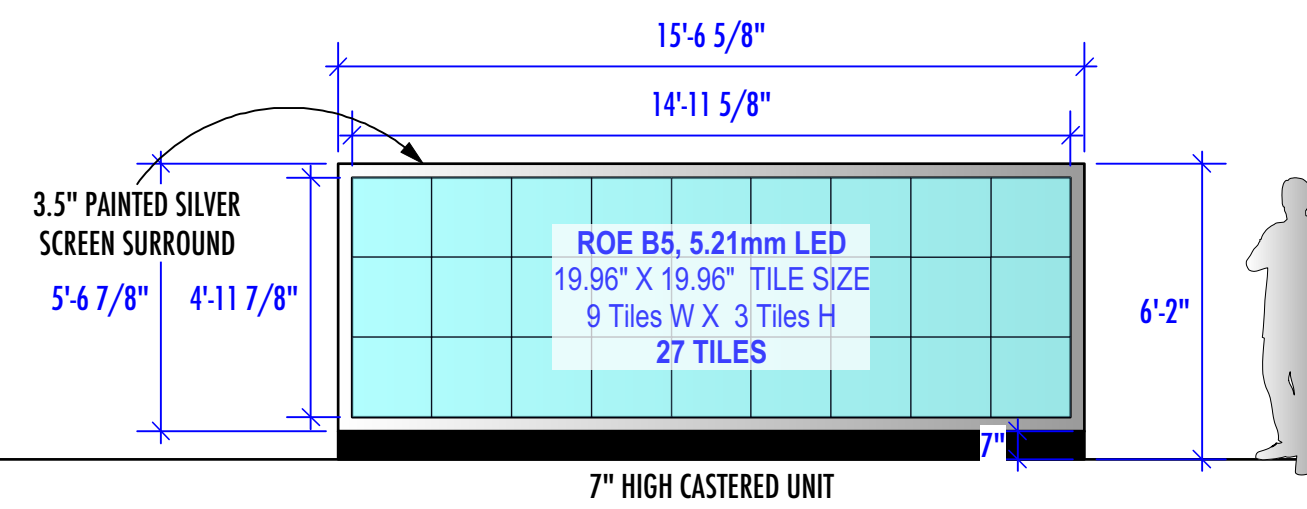 15'-6 5/8"
14'-11 5/8"
3.5" PAINTED SILVER
SCREEN SURROUND
5'-6 7/8"
4'-11 7/8"
ROE B5, 5.21mm LED
19.96" X 19.96" TILE SIZE
9 Tiles W X 3 Tiles H
27 TILES
6'-2"
7"
7" HIGH CASTERED UNIT